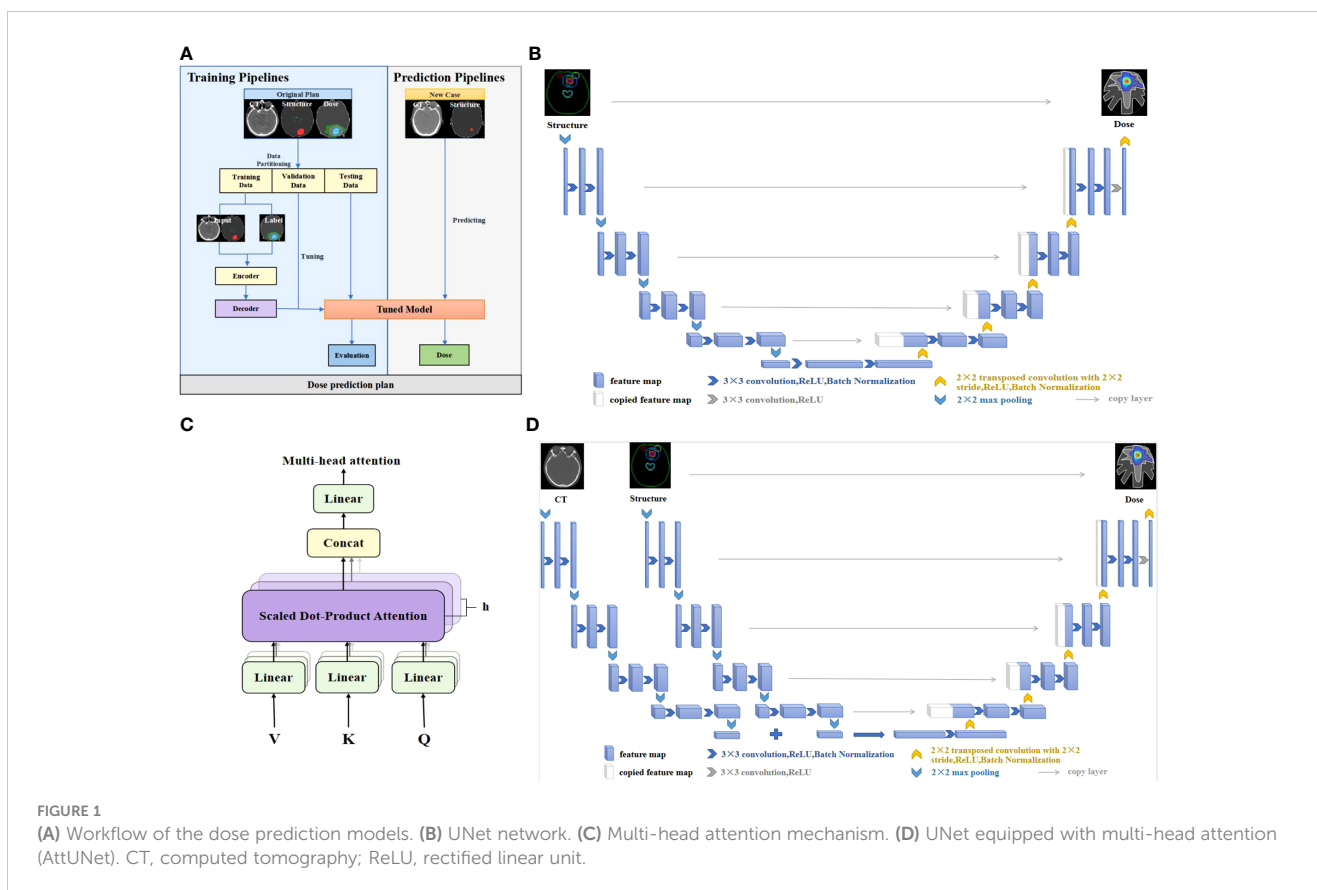 A
Training Pipelines
Prediction Pipelines
Original Plan
New Case
CT
Structure
Dose
CT
Structure
Data
Partitioning
Training
Data
Validation
Data
Testing
Data
Input
Label
Predicting
Tuning
Encoder
Decoder
Tuned Model
Evaluation
Dose
Dose prediction plan
B
Structure
Dose
feature map
3×3 convolution,ReLU,Batch Normalization
2×2 transposed convolution with 2×2
stride,ReLU,Batch Normalization
copied feature map
3×3 convolution,ReLU
2×2 max pooling
copy layer
C
Multi-head attention
Linear
Concat
Scaled Dot-Product Attention
h
Linear
Linear
Linear
V
K
Q
D
CT
Structure
Dose
feature map
3×3 convolution,ReLU,Batch Normalization
2×2 transposed convolution with 2×2
stride,ReLU,Batch Normalization
copied feature map
3×3 convolution,ReLU
2×2 max pooling
copy layer
FIGURE 1
(A) Workflow of the dose prediction models. (B) UNet network. (C) Multi-head attention mechanism. (D) UNet equipped with multi-head attention
(AttUNet). CT, computed tomography; ReLU, rectified linear unit.